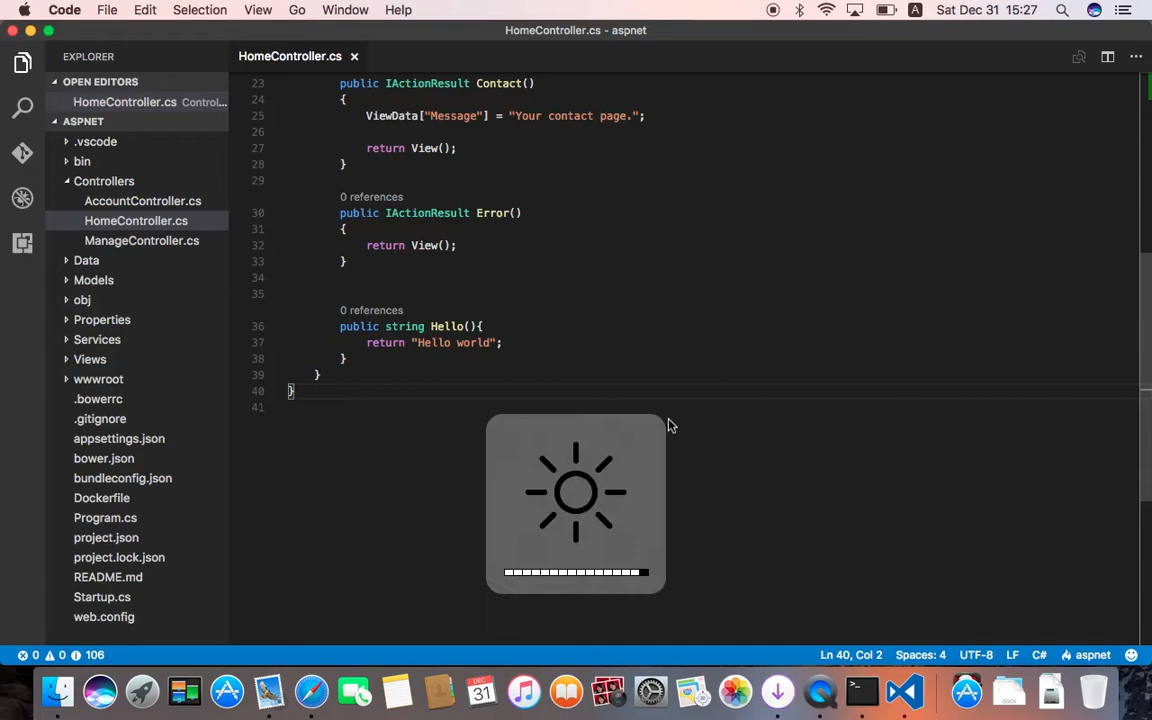 Code File Edit Selection View Go Window Help A Sat Dec 31 15:27
HomeController.cs - aspnet
EXPLORER
HomeController.cs
OPEN EDITORS
HomeController.cs Control...
ASPNET
.vscode
bin
Controllers
AccountController.cs
HomeController.cs
ManageController.cs
Data
Models
obj
Properties
Services
Views
wwwroot
.bowerrc
.gitignore
appsettings.json
bower.json
bundleconfig.json
Dockerfile
Program.cs
project.json
project.lock.json
README.md
Startup.cs
web.config
23 public IActionResult Contact()
24 {
25 ViewData["Message"] = "Your contact page.";
26
27 return View();
28 }
29
0 references
30 public IActionResult Error()
31 {
32 return View();
33 }
34
35
0 references
36 public string Hello(){
37 return "Hello world";
38 }
39 }
40 }
41
0 0 106 Ln 40, Col 2 Spaces: 4 UTF-8 LF C# aspnet
DEC
31